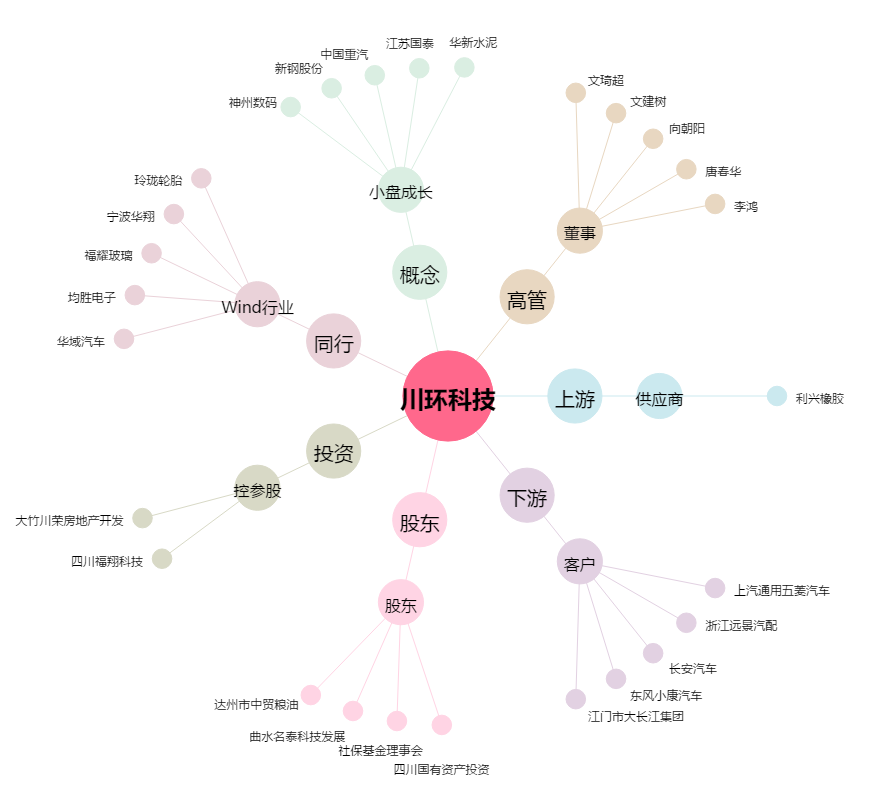 江苏国泰
华新水泥
中国重汽
新钢股份
神州数码
文琦超
文建树
向朝阳
唐春华
李鸿
玲珑轮胎
宁波华翔
福耀玻璃
均胜电子
华域汽车
小盘成长
董事
概念
高管
Wind行业
同行
川环科技
上游
供应商
利兴橡胶
投资
控参股
大竹川荣房地产开发
四川福翔科技
下游
股东
客户
股东
上汽通用五菱汽车
浙江远景汽配
长安汽车
东风小康汽车
江门市大长江集团
达州市中贸粮油
曲水名泰科技发展
社保基金理事会
四川国有资产投资